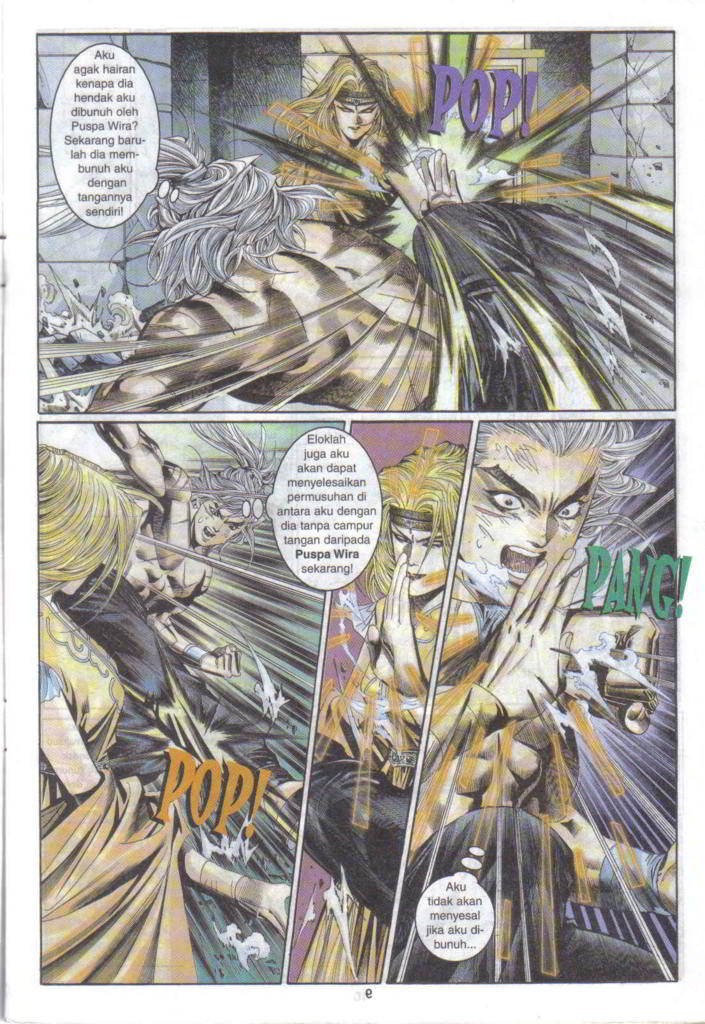 Aku
agak hairan
kenapa dia
hendak aku
dibunuh oleh
Puspa Wira?
Sekarang baru-
lah dia mem-
bunuh aku
dengan
tangannya
sendiri!
POP!
Eloklah
juga aku
akan dapat
menyelesaikan
permusuhan di
antara aku dengan
dia tanpa campur
tangan daripada
Puspa Wira
sekarang!
POP!
PANG!
Aku
tidak akan
menyesal
jika aku di-
bunuh...